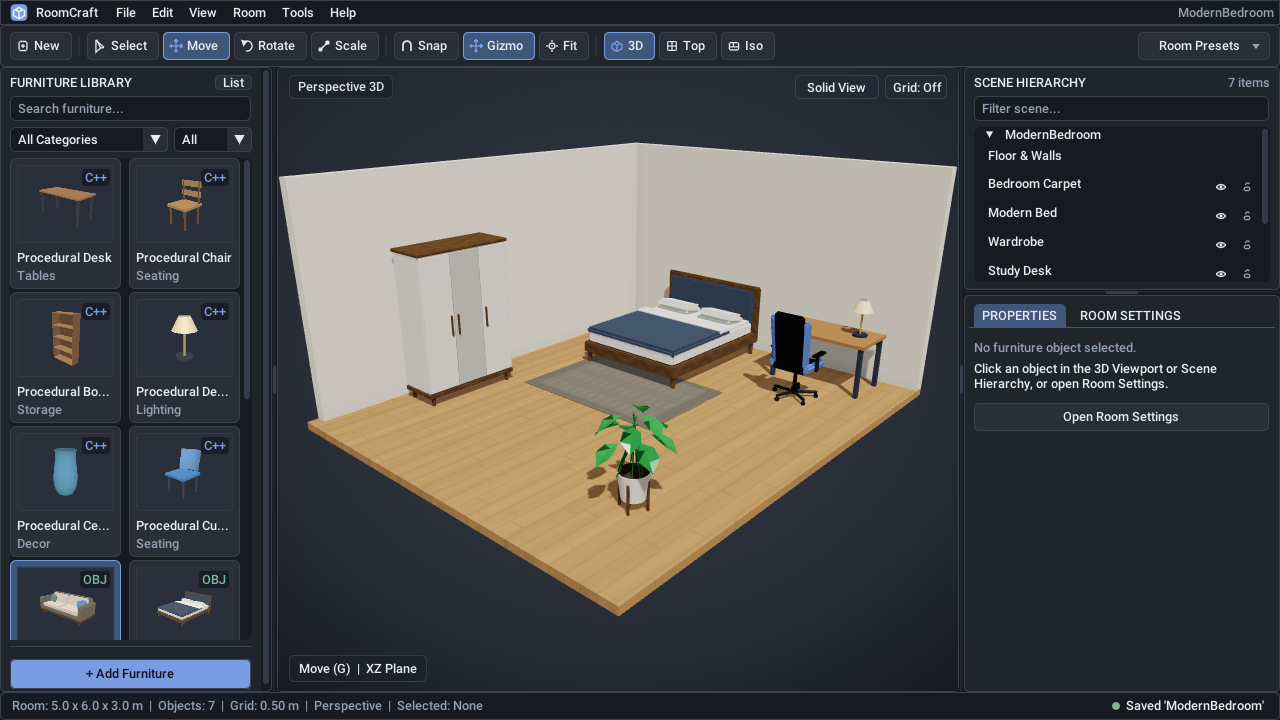 RoomCraft File Edit View Room Tools Help ModernBedroom
New Select Move Rotate Scale Snap Gizmo Fit 3D Top Iso Room Presets
FURNITURE LIBRARY List
Search furniture...
All Categories All
C++ C++
Procedural Desk Procedural Chair
Tables Seating
C++ C++
Procedural Bo... Procedural De...
Storage Lighting
C++ C++
Procedural Ce... Procedural Cu...
Decor Seating
OBJ OBJ
+ Add Furniture
Perspective 3D Solid View Grid: Off
Move (G) | XZ Plane
SCENE HIERARCHY 7 items
Filter scene...
ModernBedroom
Floor & Walls
Bedroom Carpet
Modern Bed
Wardrobe
Study Desk
PROPERTIES ROOM SETTINGS
No furniture object selected.
Click an object in the 3D Viewport or Scene
Hierarchy, or open Room Settings.
Open Room Settings
Room: 5.0 x 6.0 x 3.0 m | Objects: 7 | Grid: 0.50 m | Perspective | Selected: None Saved 'ModernBedroom'